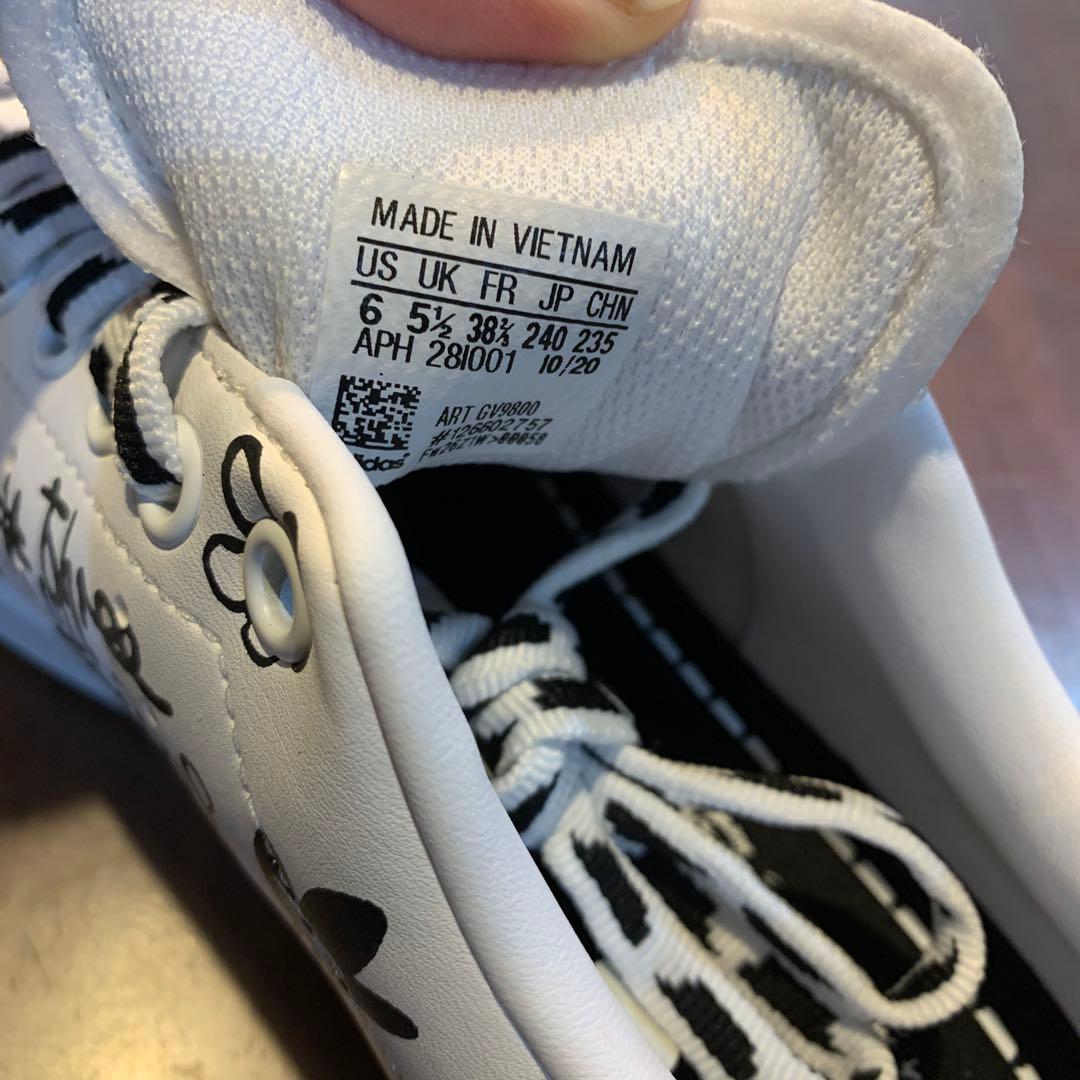 MADE IN VIETNAM
US UK FR JP CHN
6 5½ 38⅔ 240 235
APH 28I001 10/20
ART GV9800
#126602757
adidas